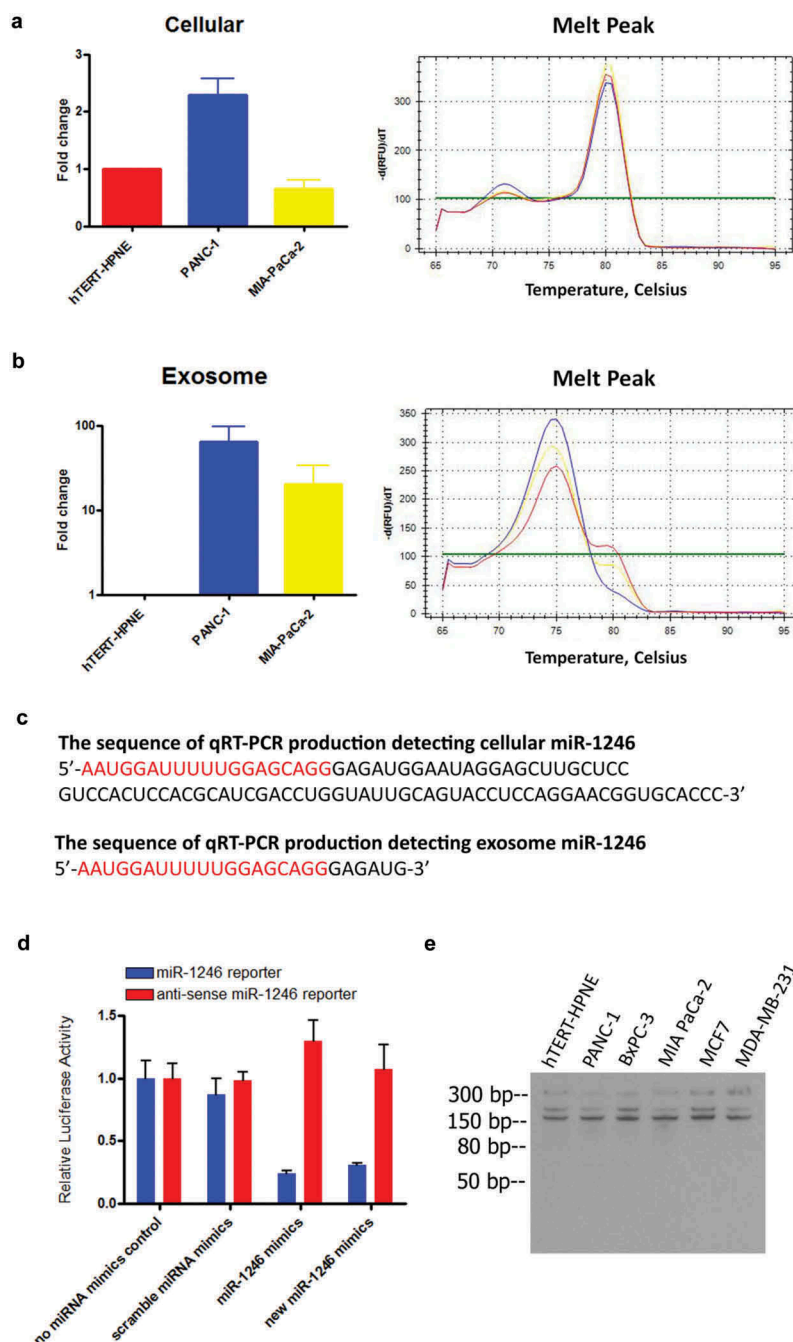 a
Cellular
Fold change
3
2
1
0
hTERT-HPNE
PANC-1
MIA-PaCa-2
Melt Peak
-d(RFU)/dT
300
200
100
0
65 70 75 80 85 90 95
Temperature, Celsius
b
Exosome
Fold change
100
10
1
hTERT-HPNE
PANC-1
MIA-PaCa-2
Melt Peak
-d(RFU)/dT
350
300
250
200
150
100
50
0
65 70 75 80 85 90 95
Temperature, Celsius
c
The sequence of qRT-PCR production detecting cellular miR-1246
5’-AAUGGAUUUUUGGAGCAGGGAGAUGGAAUAGGAGCUUGCUCC
GUCCACUCCACGCAUCGACCUGGUAUUGCAGUACCUCCAGGAACGGUGCACCC-3’
The sequence of qRT-PCR production detecting exosome miR-1246
5’-AAUGGAUUUUUGGAGCAGGGAGAUG-3’
d
miR-1246 reporter
anti-sense miR-1246 reporter
Relative Luciferase Activity
1.5
1.0
0.5
0.0
no miRNA mimics control
scramble miRNA mimics
miR-1246 mimics
new miR-1246 mimics
e
hTERT-HPNE
PANC-1
BxPC-3
MIA PaCa-2
MCF7
MDA-MB-231
300 bp--
150 bp--
80 bp--
50 bp--